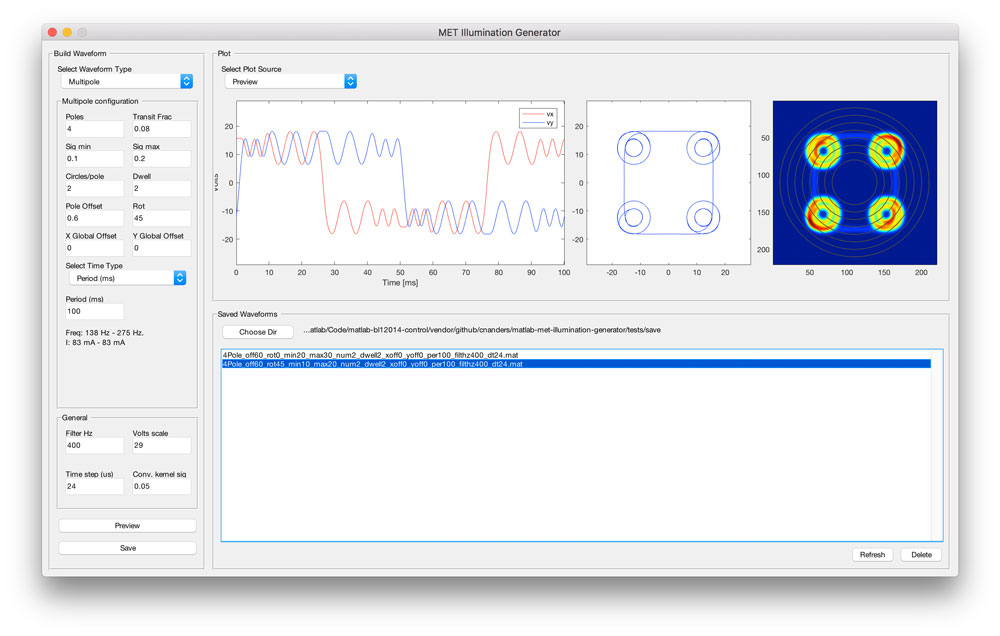 MET Illumination Generator
Build Waveform
Select Waveform Type
Multipole
Multipole configuration
Poles
Transit Frac
4
0.08
Sig min
Sig max
0.1
0.2
Circles/pole
Dwell
2
2
Pole Offset
Rot
0.6
45
X Global Offset
Y Global Offset
0
0
Select Time Type
Period (ms)
Period (ms)
100
Freq: 138 Hz - 275 Hz.
I: 83 mA - 83 mA
General
Filter Hz
Volts scale
400
29
Time step (us)
Conv. kernel sig
24
0.05
Preview
Save
Plot
Select Plot Source
Preview
vx
vy
20
10
0
-10
-20
Volts
0
10
20
30
40
50
60
70
80
90
100
Time [ms]
20
10
0
-10
-20
-20
-10
0
10
20
50
100
150
200
50
100
150
200
Saved Waveforms
Choose Dir
...atlab/Code/matlab-bl12014-control/vendor/github/cnanders/matlab-met-illumination-generator/tests/save
4Pole_off60_rot0_min20_max30_num2_dwell2_xoff0_yoff0_per100_filthz400_dt24.mat
4Pole_off60_rot45_min10_max20_num2_dwell2_xoff0_yoff0_per100_filthz400_dt24.mat
Refresh
Delete